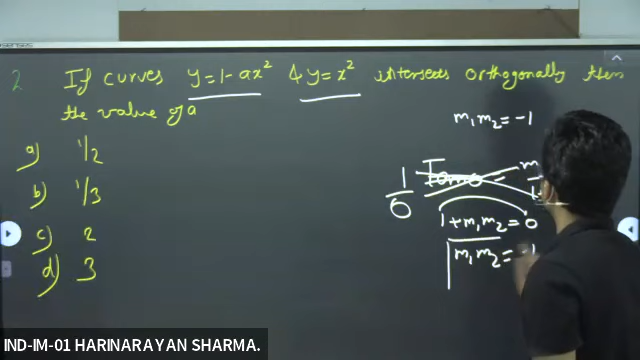 senses
2 If curves y=1-ax² & y=x² intersects orthogonally then
the value of a
a) 1/2
b) 1/3
c) 2
d) 3
m₁m₂ = -1
1/0
1+m₁m₂ = 0
m₁m₂ = -1
IND-IM-01 HARINARAYAN SHARMA.